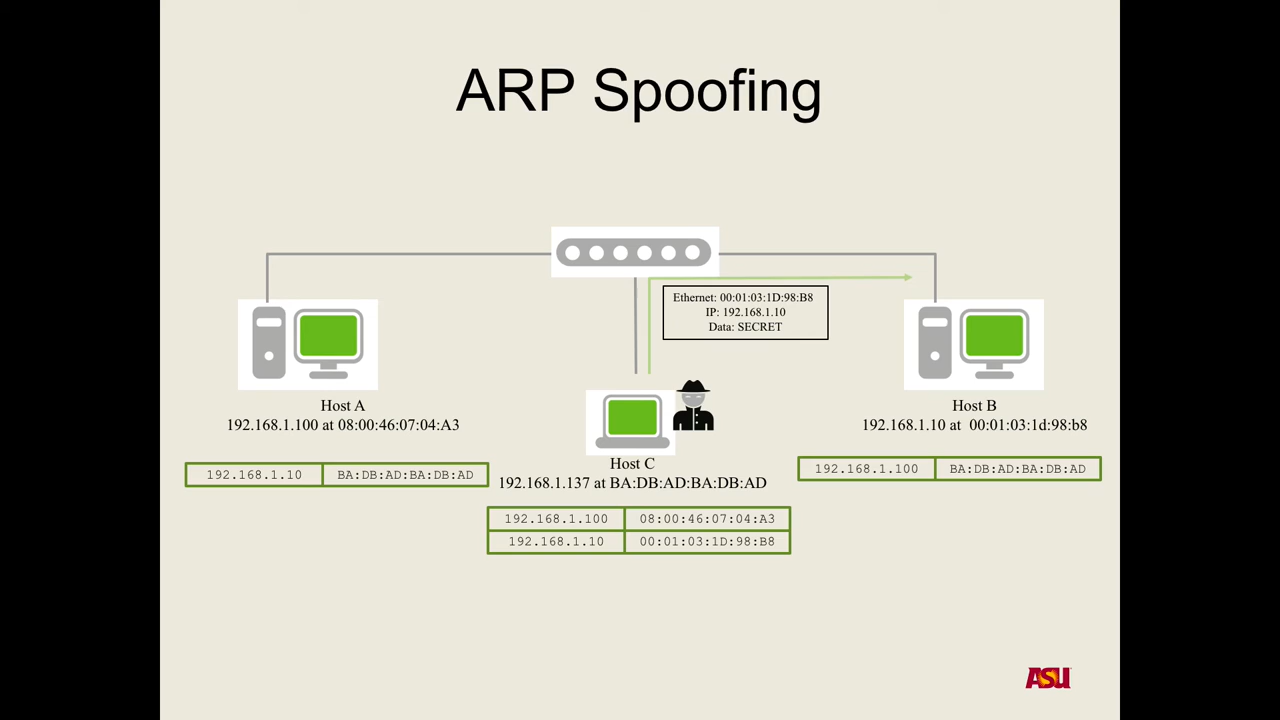 ARP Spoofing
Ethernet: 00:01:03:1D:98:B8
IP: 192.168.1.10
Data: SECRET
Host A
192.168.1.100 at 08:00:46:07:04:A3
Host B
192.168.1.10 at 00:01:03:1d:98:b8
192.168.1.10 BA:DB:AD:BA:DB:AD
Host C
192.168.1.137 at BA:DB:AD:BA:DB:AD
192.168.1.100 BA:DB:AD:BA:DB:AD
192.168.1.100 08:00:46:07:04:A3
192.168.1.10 00:01:03:1D:98:B8
ASU